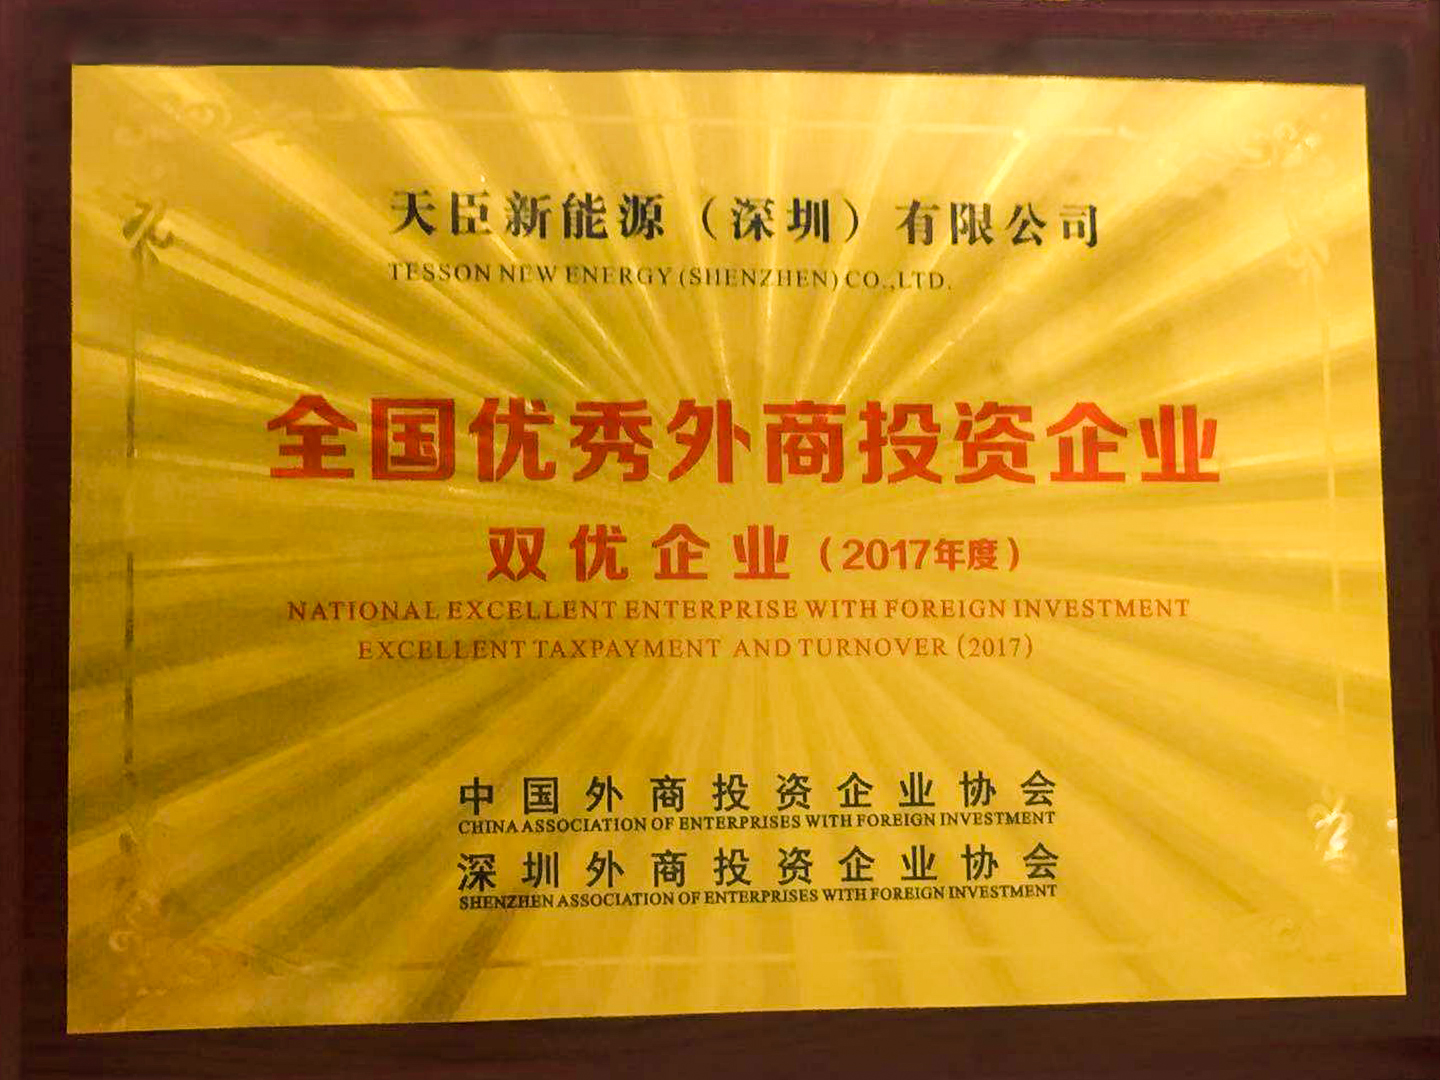 天臣新能源（深圳）有限公司
TESSON NEW ENERGY (SHENZHEN) CO.,LTD.
全国优秀外商投资企业
双优企业（2017年度）
NATIONAL EXCELLENT ENTERPRISE WITH FOREIGN INVESTMENT
EXCELLENT TAXPAYMENT AND TURNOVER (2017)
中国外商投资企业协会
CHINA ASSOCIATION OF ENTERPRISES WITH FOREIGN INVESTMENT
深圳外商投资企业协会
SHENZHEN ASSOCIATION OF ENTERPRISES WITH FOREIGN INVESTMENT